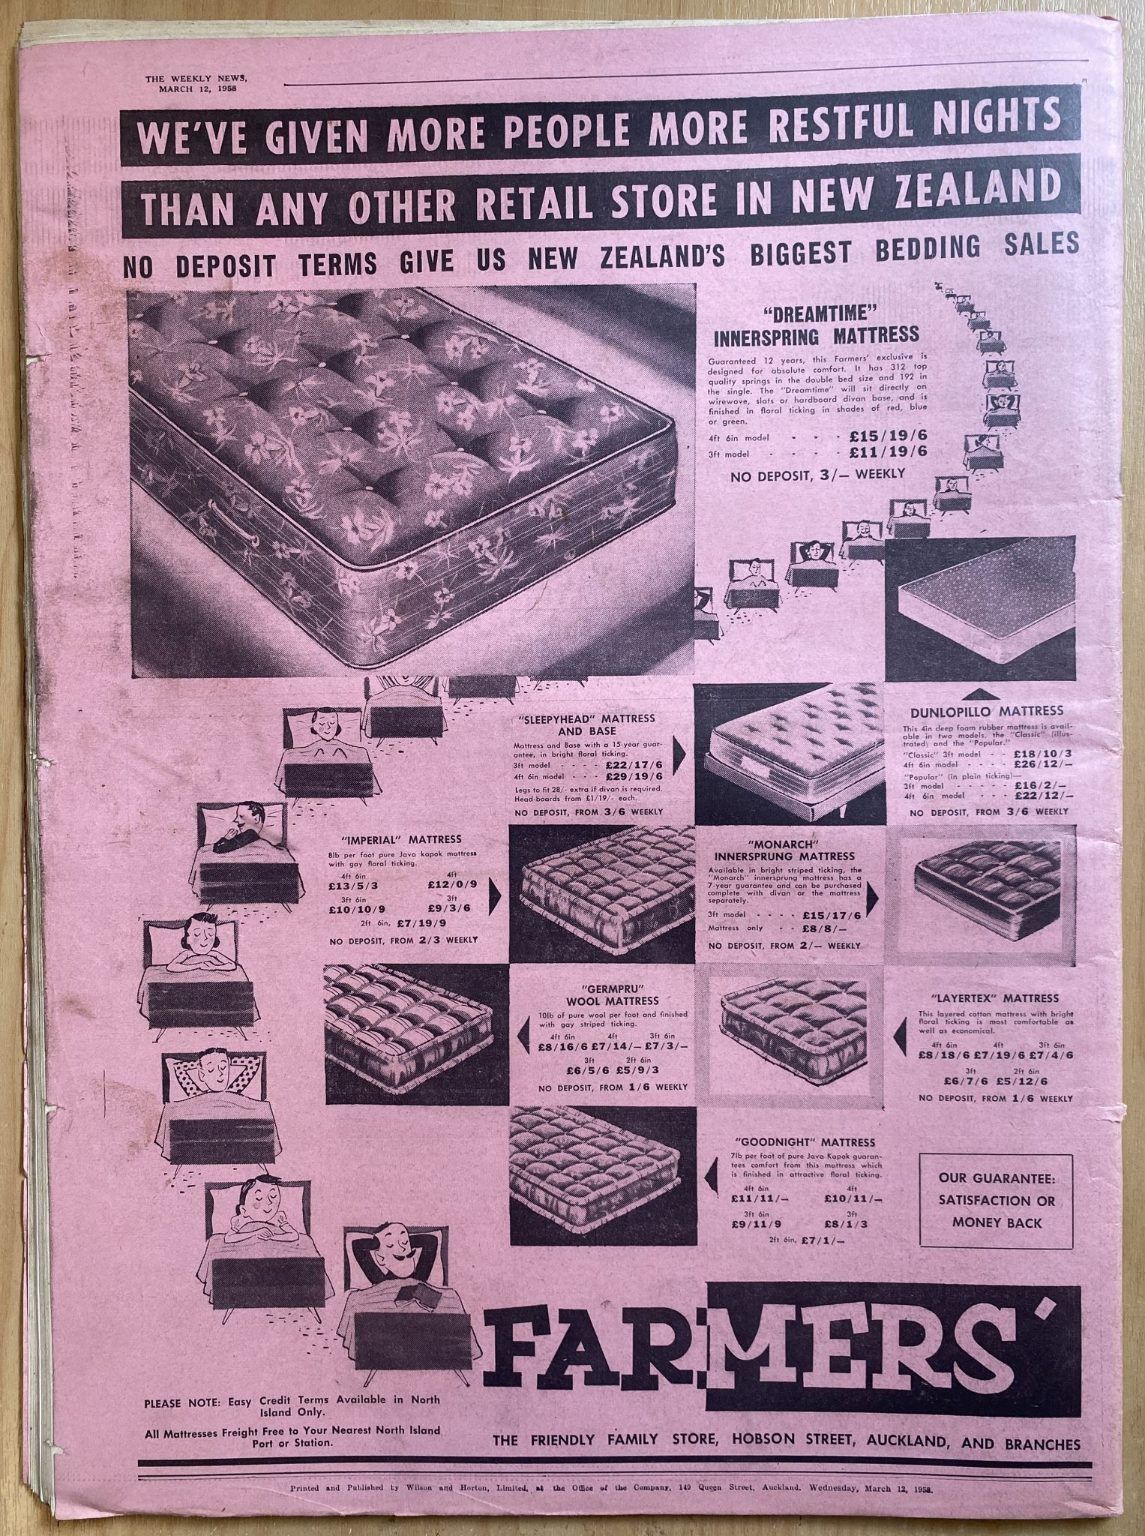 THE WEEKLY NEWS,
MARCH 12, 1958
WE'VE GIVEN MORE PEOPLE MORE RESTFUL NIGHTS
THAN ANY OTHER RETAIL STORE IN NEW ZEALAND
NO DEPOSIT TERMS GIVE US NEW ZEALAND'S BIGGEST BEDDING SALES
"DREAMTIME"
INNERSPRING MATTRESS
Guaranteed 12 years, this Farmers' exclusive is
designed for absolute comfort. It has 312 top
quality springs in the double bed size and 192 in
the single. The "Dreamtime" will sit directly on
wirewove, slats or hardboard divan base, and is
finished in floral ticking in shades of red, blue
or green.
4ft 6in model - - - £15/19/6
3ft model - - - - £11/19/6
NO DEPOSIT, 3/– WEEKLY
"SLEEPYHEAD" MATTRESS
AND BASE
Mattress and Base with a 15-year guar-
antee, in bright floral ticking.
3ft model - - - - £22/17/6
4ft 6in model - - - £29/19/6
Legs to fit 28/- extra if divan is required.
Head-boards from £1/19/- each.
NO DEPOSIT, FROM 3/6 WEEKLY
DUNLOPILLO MATTRESS
This 4in deep foam rubber mattress is avail-
able in two models, the "Classic" (illus-
trated) and the "Popular."
"Classic" 3ft model - - £18/10/3
4ft 6in model - - - - £26/12/–
"Popular" (in plain ticking)—
3ft model - - - - - £16/2/–
4ft 6in model - - - £22/12/–
NO DEPOSIT, FROM 3/6 WEEKLY
"IMPERIAL" MATTRESS
8lb per foot pure Java kapok mattress
with gay floral ticking.
4ft 6in 4ft
£13/5/3 £12/0/9
3ft 6in 3ft
£10/10/9 £9/3/6
2ft 6in, £7/19/9
NO DEPOSIT, FROM 2/3 WEEKLY
"MONARCH"
INNERSPRUNG MATTRESS
Available in bright striped ticking, the
"Monarch" innersprung mattress has a
7-year guarantee and can be purchased
complete with divan or the mattress
separately.
3ft model - - - - £15/17/6
Mattress only - - £8/8/–
NO DEPOSIT, FROM 2/– WEEKLY
"GERMPRU"
WOOL MATTRESS
10lb of pure wool per foot and finished
with gay striped ticking.
4ft 6in 4ft 3ft 6in
£8/16/6 £7/14/– £7/3/–
3ft 2ft 6in
£6/5/6 £5/9/3
NO DEPOSIT, FROM 1/6 WEEKLY
"LAYERTEX" MATTRESS
This layered cotton mattress with bright
floral ticking is most comfortable as
well as economical.
4ft 6in 4ft 3ft 6in
£8/18/6 £7/19/6 £7/4/6
3ft 2ft 6in
£6/7/6 £5/12/6
NO DEPOSIT, FROM 1/6 WEEKLY
"GOODNIGHT" MATTRESS
7lb per foot of pure Java Kapok guaran-
tees comfort from this mattress which
is finished in attractive floral ticking.
4ft 6in 4ft
£11/11/– £10/11/–
3ft 6in 3ft
£9/11/9 £8/1/3
2ft 6in, £7/1/–
OUR GUARANTEE:
SATISFACTION OR
MONEY BACK
FARMERS'
PLEASE NOTE: Easy Credit Terms Available in North
Island Only.
All Mattresses Freight Free to Your Nearest North Island
Port or Station.
THE FRIENDLY FAMILY STORE, HOBSON STREET, AUCKLAND, AND BRANCHES
Printed and Published by Wilson and Horton, Limited, at the Office of the Company, 149 Queen Street, Auckland. Wednesday, March 12, 1958.